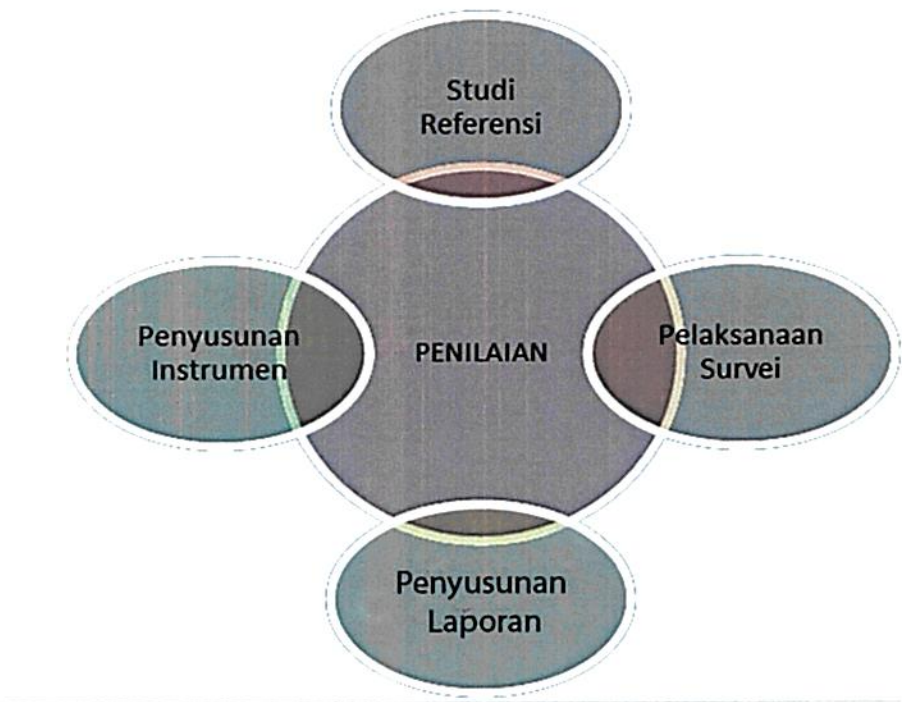 Studi
Referensi
Penyusunan
Instrumen
PENILAIAN
Pelaksanaan
Survei
Penyusunan
Laporan